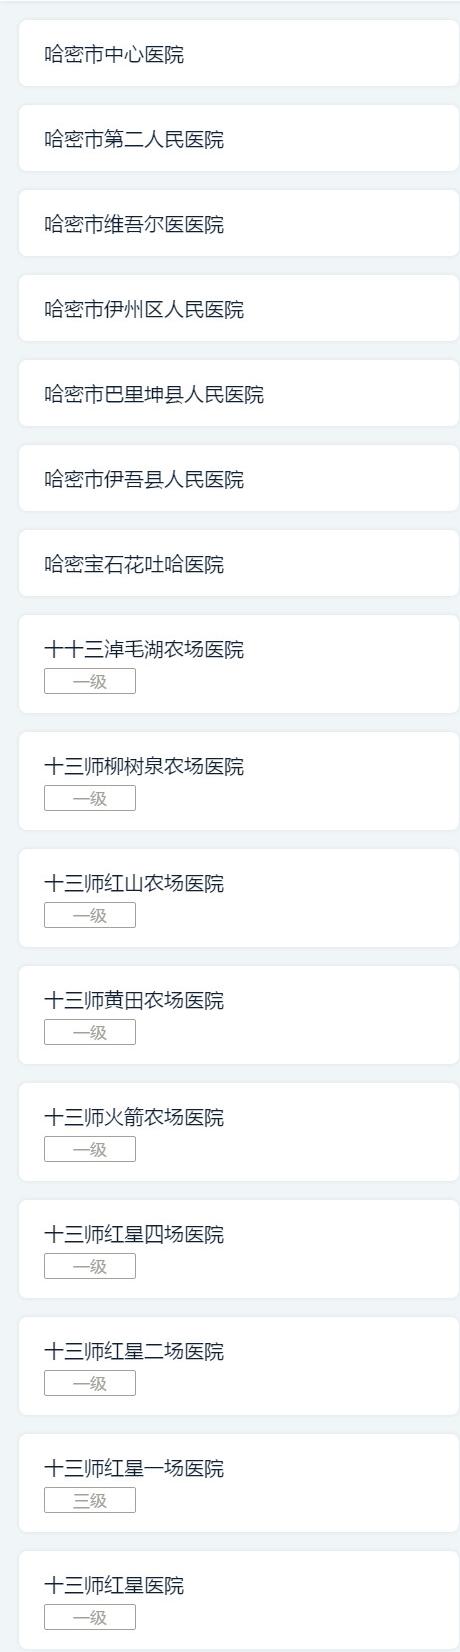 哈密市中心医院
哈密市第二人民医院
哈密市维吾尔医医院
哈密市伊州区人民医院
哈密市巴里坤县人民医院
哈密市伊吾县人民医院
哈密宝石花吐哈医院
十十三淖毛湖农场医院
一级
十三师柳树泉农场医院
一级
十三师红山农场医院
一级
十三师黄田农场医院
一级
十三师火箭农场医院
一级
十三师红星四场医院
一级
十三师红星二场医院
一级
十三师红星一场医院
三级
十三师红星医院
一级